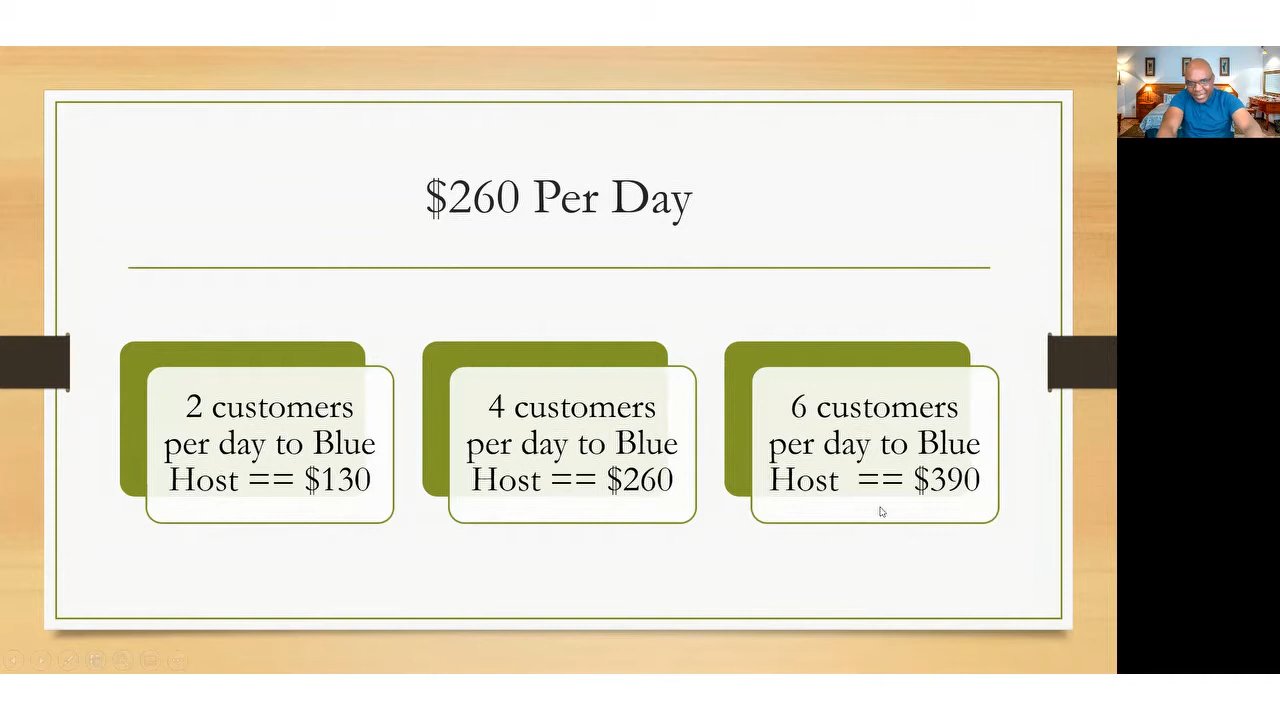 $260 Per Day
2 customers
per day to Blue
Host == $130
4 customers
per day to Blue
Host == $260
6 customers
per day to Blue
Host  == $390